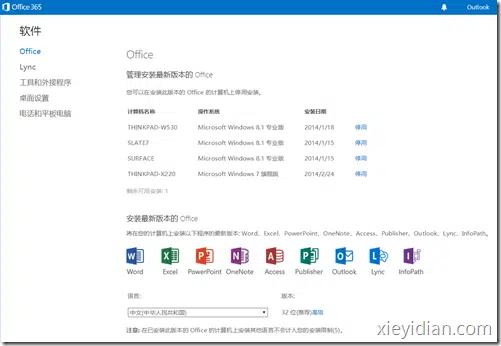 Office 365
Outlook
软件
Office
Lync
工具和外接程序
桌面设置
电话和平板电脑
Office
管理安装最新版本的 Office
您可以在安装此版本的 Office 的计算机上停用安装。
计算机名称 操作系统 安装日期
THINKPAD-W530 Microsoft Windows 8.1 专业版 2014/1/18 停用
SLATE7 Microsoft Windows 8.1 专业版 2014/1/15 停用
SURFACE Microsoft Windows 8.1 专业版 2014/1/15 停用
THINKPAD-X220 Microsoft Windows 7 旗舰版 2014/2/24 停用
剩余可用安装: 1
安装最新版本的 Office
将在您的计算机上安装以下程序的最新版本: Word、Excel、PowerPoint、OneNote、Access、Publisher、Outlook、Lync、InfoPath。
Word Excel PowerPoint OneNote Access Publisher Outlook Lync InfoPath
语言: 版本:
中文(中华人民共和国) 32 位(推荐)高级
注意: 在已安装此版本的 Office 的计算机上安装其他语言不会计入您的安装限制(5)。
xieyidian.com